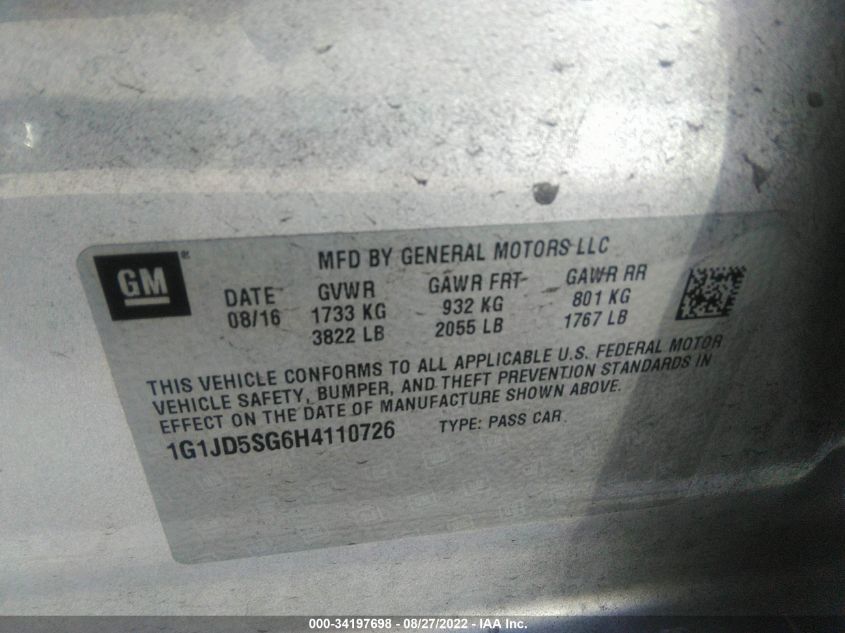 GM
MFD BY GENERAL MOTORS LLC
DATE GVWR GAWR FRT GAWR RR
08/16 1733 KG 932 KG 801 KG
3822 LB 2055 LB 1767 LB
THIS VEHICLE CONFORMS TO ALL APPLICABLE U.S. FEDERAL MOTOR
VEHICLE SAFETY, BUMPER, AND THEFT PREVENTION STANDARDS IN
EFFECT ON THE DATE OF MANUFACTURE SHOWN ABOVE.
1G1JD5SG6H4110726 TYPE: PASS CAR
000-34197698 - 08/27/2022 - IAA Inc.